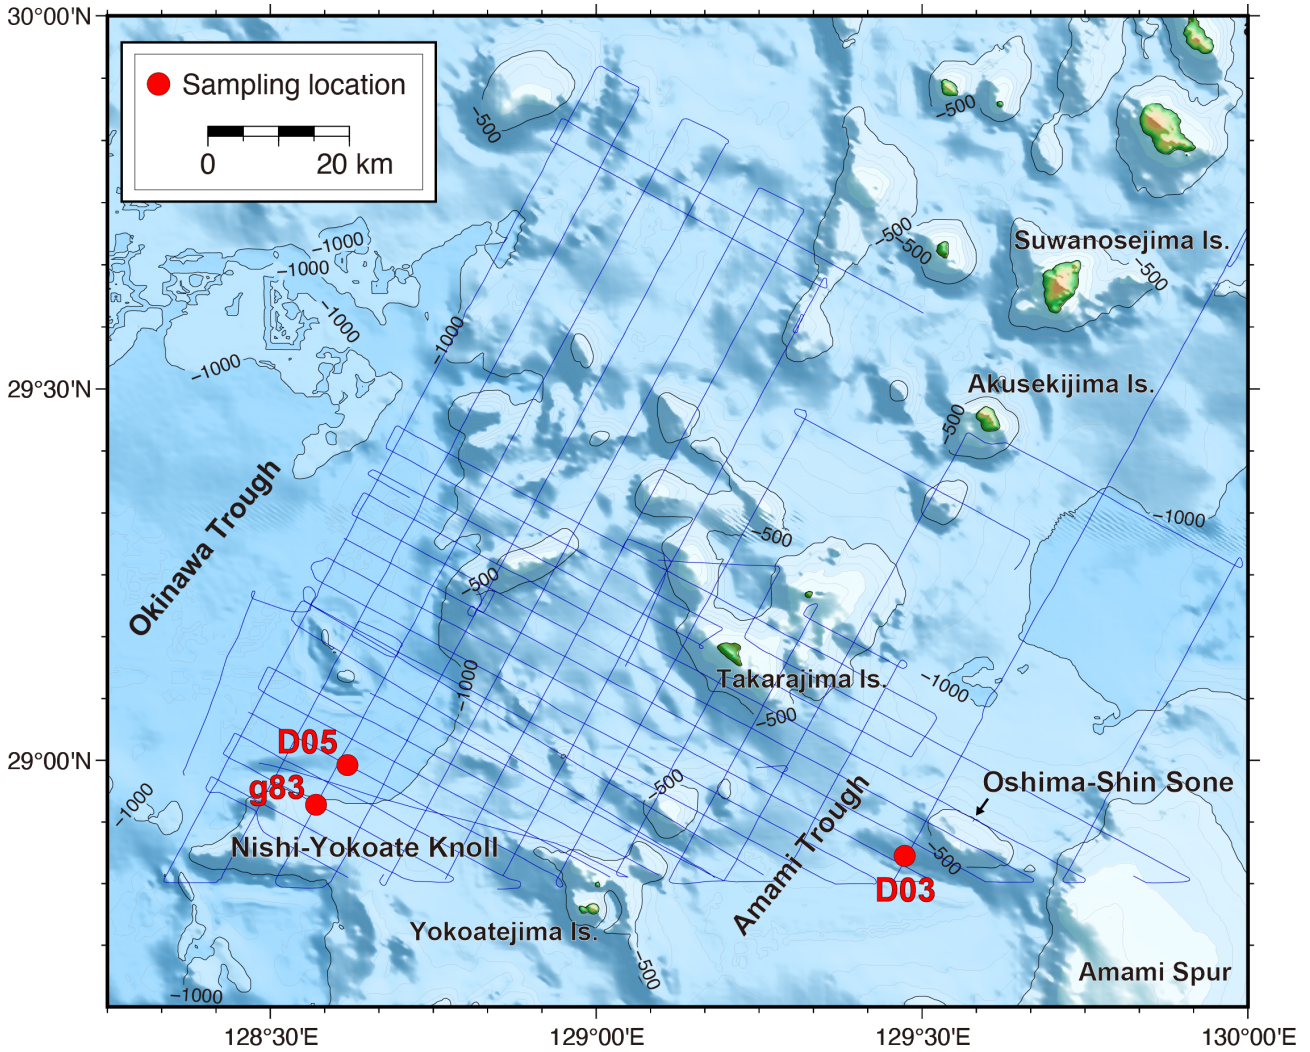 30°00'N
Sampling location
0 20 km
-500
-500
-500
-500
Suwanosejima Is.
-500
-1000
-1000
-1000
-1000
-1000
29°30'N
Akusekijima Is.
-500
-500
-1000
Okinawa Trough
-500
-1000
Takarajima Is.
-1000
-500
D05
29°00'N
g83
-1000
-500
Oshima-Shin Sone
Amami Trough
Nishi-Yokoate Knoll
-500
D03
Yokoatejima Is.
-500
Amami Spur
-1000
128°30'E
129°00'E
129°30'E
130°00'E